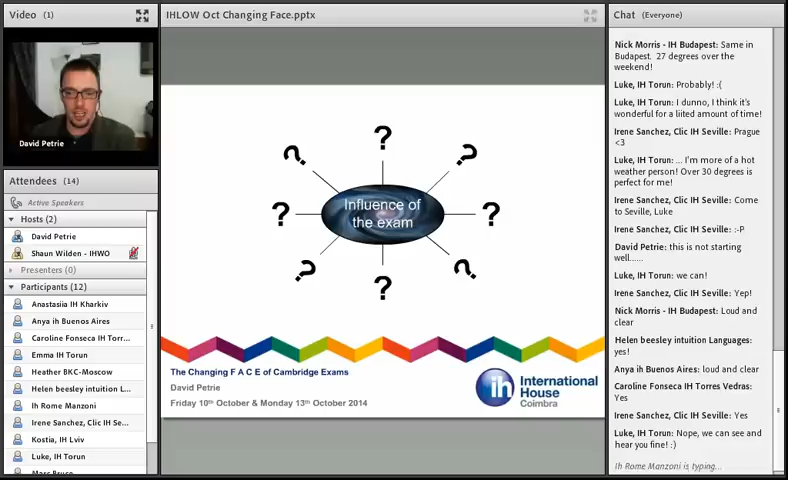 Video (1)
David Petrie
Attendees (14)
Active Speakers
Hosts (2)
David Petrie
Shaun Wilden - IHWO
Presenters (0)
Participants (12)
Anastasiia IH Kharkiv
Anya ih Buenos Aires
Caroline Fonseca IH Torr...
Emma IH Torun
Heather BKC-Moscow
Helen beesley intuition L...
Ih Rome Manzoni
Irene Sanchez, Clic IH Se...
Kostia, IH Lviv
Luke, IH Torun
Marc Bruce
IHLOW Oct Changing Face.pptx
?
?
?
?
Influence of
the exam
?
?
?
?
The Changing F A C E of Cambridge Exams
David Petrie
Friday 10th October & Monday 13th October 2014
ih
International
House
Coimbra
Chat (Everyone)
Nick Morris - IH Budapest: Same in
Budapest. 27 degrees over the
weekend!
Luke, IH Torun: Probably! :(
Luke, IH Torun: I dunno, I think it's
wonderful for a liited amount of time!
Irene Sanchez, Clic IH Seville: Prague
<3
Luke, IH Torun: ... I'm more of a hot
weather person! Over 30 degrees is
perfect for me!
Irene Sanchez, Clic IH Seville: Come
to Seville, Luke
Irene Sanchez, Clic IH Seville: :-P
David Petrie: this is not starting
well......
Luke, IH Torun: we can!
Irene Sanchez, Clic IH Seville: Yep!
Nick Morris - IH Budapest: Loud and
clear
Helen beesley intuition Languages:
yes!
Anya ih Buenos Aires: loud and clear
Caroline Fonseca IH Torres Vedras:
Yes
Irene Sanchez, Clic IH Seville: Yes
Luke, IH Torun: Nope, we can see and
hear you fine! :)
Ih Rome Manzoni is typing...